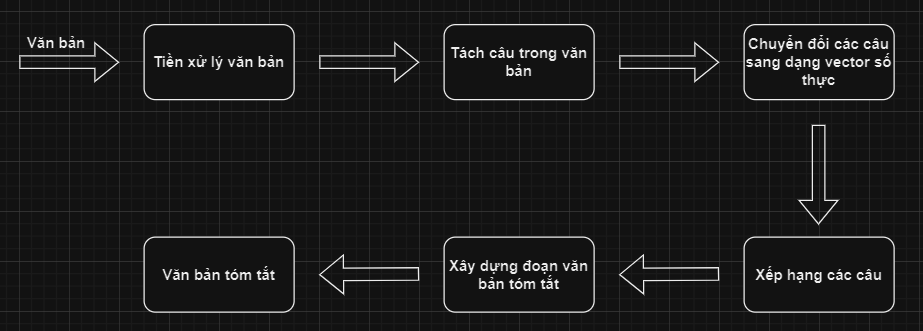 Văn bản
Tiền xử lý văn bản
Tách câu trong văn
bản
Chuyển đổi các câu
sang dạng vector số
thực
Xếp hạng các câu
Xây dựng đoạn văn
bản tóm tắt
Văn bản tóm tắt